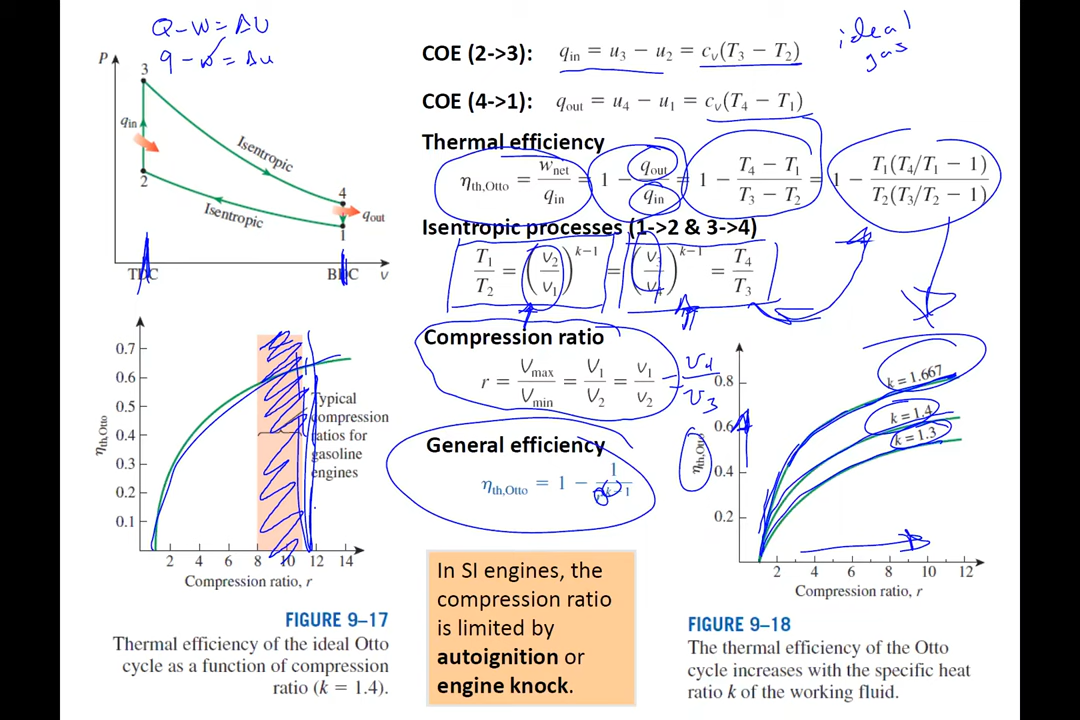 Q - W = ΔU
q - w = Δu
P
3
q_in
Isentropic
2
4
q_out
Isentropic
1
TDC
BDC
v
COE (2->3): q_in = u_3 − u_2 = c_v(T_3 − T_2)
ideal
gas
COE (4->1): q_out = u_4 − u_1 = c_v(T_4 − T_1)
Thermal efficiency
η_th,Otto = w_net/q_in = 1 − q_out/q_in = 1 − (T_4 − T_1)/(T_3 − T_2) = 1 − T_1(T_4/T_1 − 1)/T_2(T_3/T_2 − 1)
Isentropic processes (1->2 & 3->4)
T_1/T_2 = (v_2/v_1)^k−1 = (v_3/v_4)^k−1 = T_4/T_3
Compression ratio
r = V_max/V_min = V_1/V_2 = v_1/v_2 = v_4/v_3
General efficiency
η_th,Otto = 1 − 1/r^k−1
0.7
0.6
0.5
0.4
0.3
0.2
0.1
η_th,Otto
Typical
compression
ratios for
gasoline
engines
2 4 6 8 10 12 14
Compression ratio, r
FIGURE 9–17
Thermal efficiency of the ideal Otto
cycle as a function of compression
ratio (k = 1.4).
In SI engines, the
compression ratio
is limited by
autoignition or
engine knock.
0.8
0.6
0.4
0.2
η_th,Otto
k = 1.667
k = 1.4
k = 1.3
2 4 6 8 10 12
Compression ratio, r
FIGURE 9–18
The thermal efficiency of the Otto
cycle increases with the specific heat
ratio k of the working fluid.